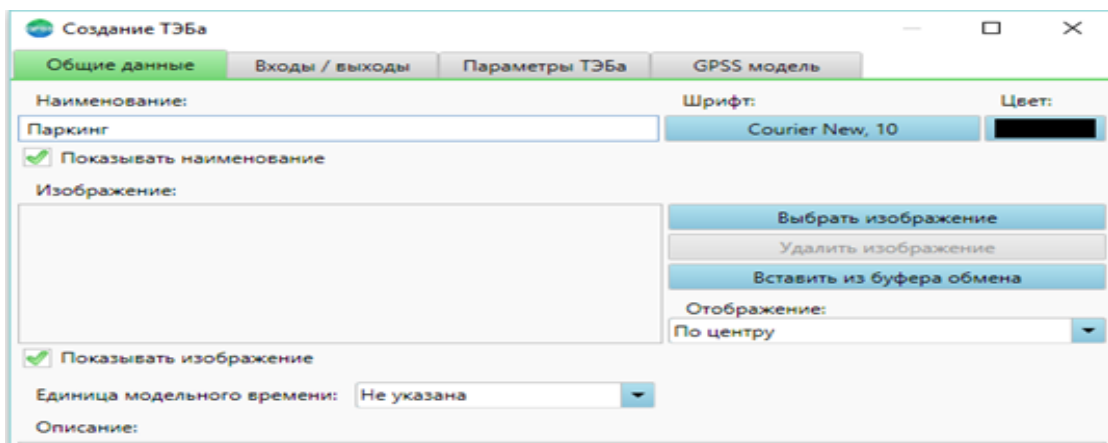 Создание ТЭБа
Общие данные Входы / выходы Параметры ТЭБа GPSS модель
Наименование: Шрифт: Цвет:
Паркинг Courier New, 10
Показывать наименование
Изображение:
Выбрать изображение
Удалить изображение
Вставить из буфера обмена
Отображение:
По центру
Показывать изображение
Единица модельного времени: Не указана
Описание: